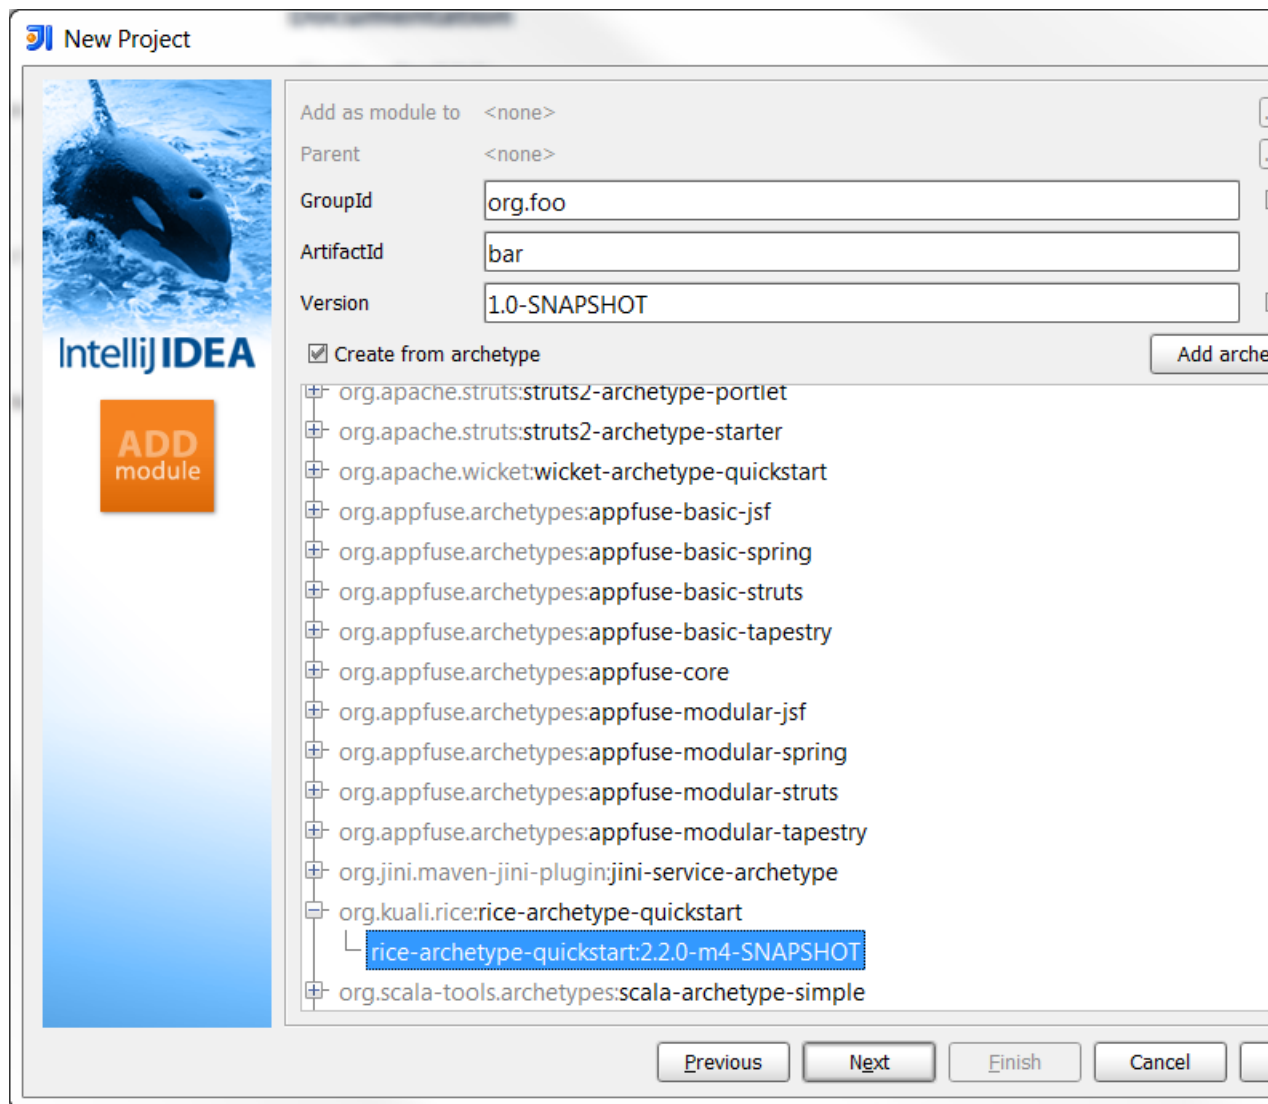 Documentation
New Project
Add as module to <none>
Parent <none>
GroupId org.foo
ArtifactId bar
Version 1.0-SNAPSHOT
IntelliJ IDEA
Create from archetype Add arche
ADD
module
org.apache.struts:struts2-archetype-portlet
org.apache.struts:struts2-archetype-starter
org.apache.wicket:wicket-archetype-quickstart
org.appfuse.archetypes:appfuse-basic-jsf
org.appfuse.archetypes:appfuse-basic-spring
org.appfuse.archetypes:appfuse-basic-struts
org.appfuse.archetypes:appfuse-basic-tapestry
org.appfuse.archetypes:appfuse-core
org.appfuse.archetypes:appfuse-modular-jsf
org.appfuse.archetypes:appfuse-modular-spring
org.appfuse.archetypes:appfuse-modular-struts
org.appfuse.archetypes:appfuse-modular-tapestry
org.jini.maven-jini-plugin:jini-service-archetype
org.kuali.rice:rice-archetype-quickstart
rice-archetype-quickstart:2.2.0-m4-SNAPSHOT
org.scala-tools.archetypes:scala-archetype-simple
Previous Next Finish Cancel